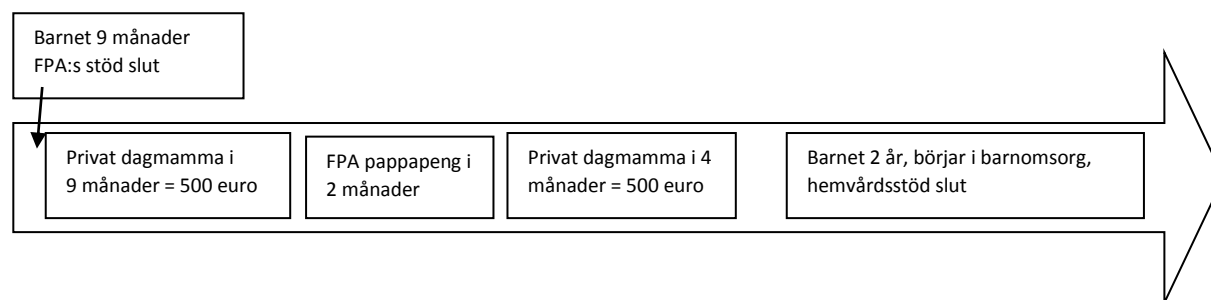 Barnet 9 månader
FPA:s stöd slut
Privat dagmamma i
9 månader = 500 euro
FPA pappapeng i
2 månader
Privat dagmamma i 4
månader = 500 euro
Barnet 2 år, börjar i barnomsorg,
hemvårdsstöd slut